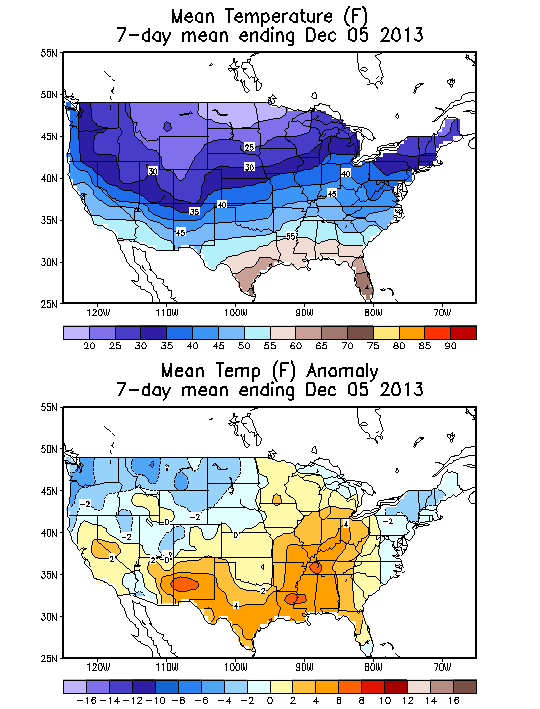 Mean Temperature (F)
7-day mean ending Dec 05 2013
55N
50N
45N
40N
35N
30N
25N
25
30
30
40
45
35
40
45
55
120W 110W 100W 90W 80W 70W
20 25 30 35 40 45 50 55 60 65 70 75 80 85 90
Mean Temp (F) Anomaly
7-day mean ending Dec 05 2013
55N
50N
45N
40N
35N
30N
25N
-2
-2
-2
0
0
4
-2
2
2
0
4
2
4
120W 110W 100W 90W 80W 70W
-16 -14 -12 -10 -8 -6 -4 -2 0 2 4 6 8 10 12 14 16